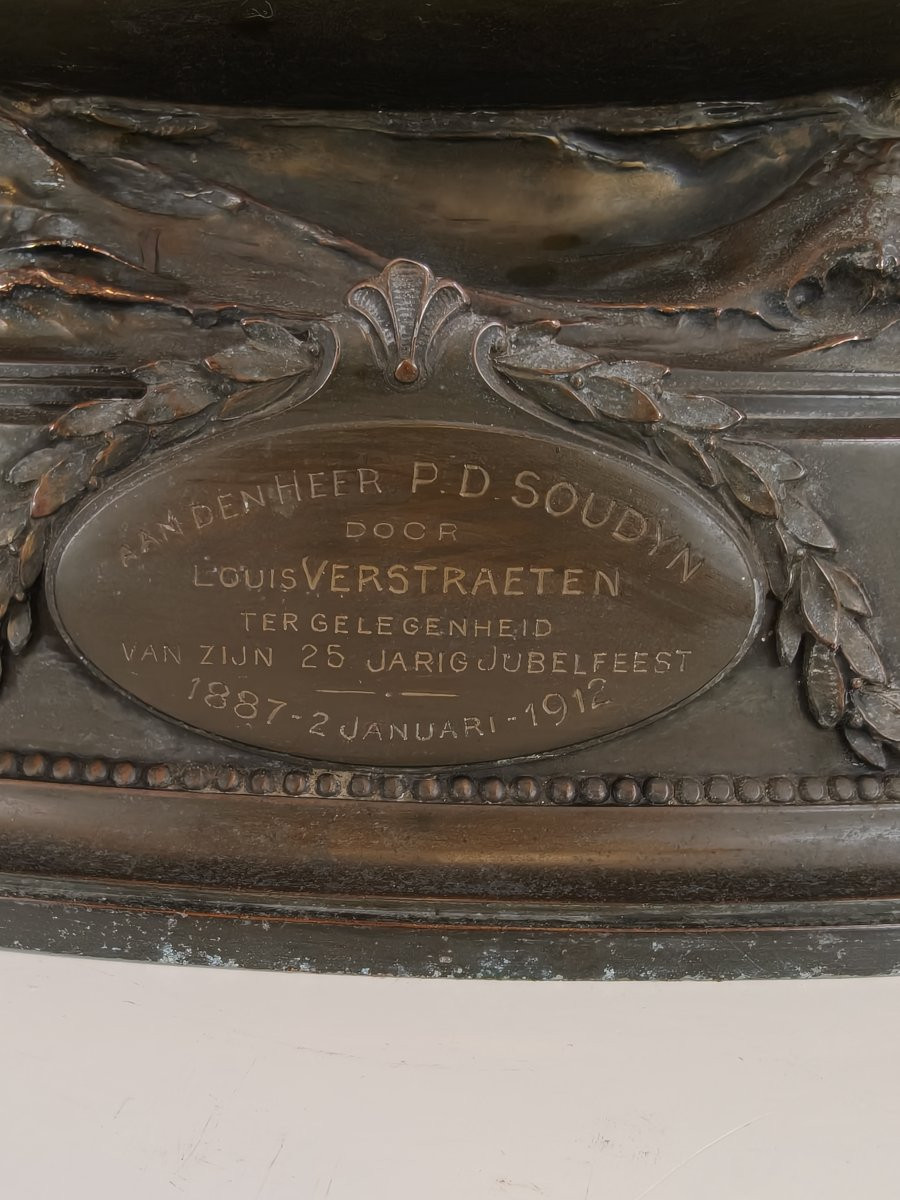 AAN DEN HEER P.D. SOUDYN
DOOR
LOUIS VERSTRAETEN
TER GELEGENHEID
VAN ZIJN 25 JARIG JUBELFEEST
1887-2 JANUARI-1912